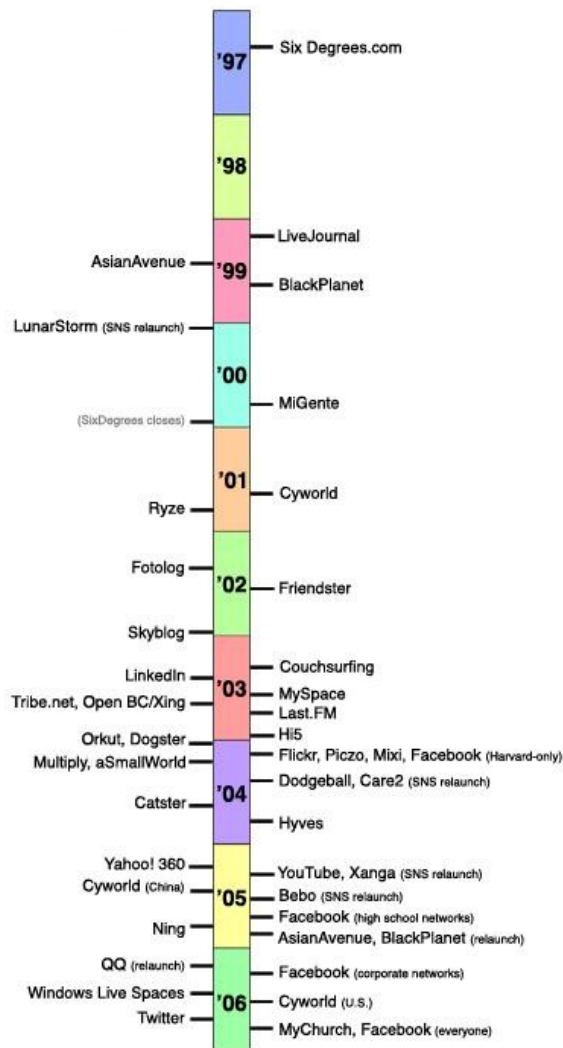 Six Degrees.com
'97
'98
LiveJournal
AsianAvenue
'99
BlackPlanet
LunarStorm (SNS relaunch)
'00
MiGente
(SixDegrees closes)
'01
Cyworld
Ryze
Fotolog
'02
Friendster
Skyblog
Couchsurfing
LinkedIn
'03
MySpace
Tribe.net, Open BC/Xing
Last.FM
Hi5
Orkut, Dogster
Flickr, Piczo, Mixi, Facebook (Harvard-only)
Multiply, aSmallWorld
Dodgeball, Care2 (SNS relaunch)
'04
Catster
Hyves
Yahoo! 360
YouTube, Xanga (SNS relaunch)
Cyworld (China)
'05
Bebo (SNS relaunch)
Facebook (high school networks)
Ning
AsianAvenue, BlackPlanet (relaunch)
QQ (relaunch)
Facebook (corporate networks)
Windows Live Spaces
'06
Cyworld (U.S.)
Twitter
MyChurch, Facebook (everyone)